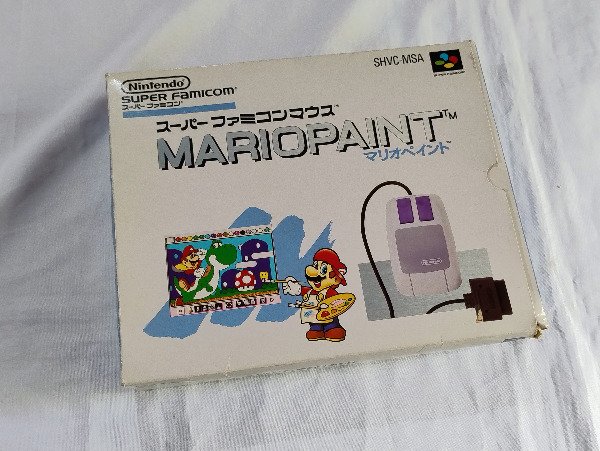 Nintendo
SUPER FAMICOM
スーパーファミコン
SHVC-MSA
スーパーファミコンマウス
MARIOPAINT™
マリオペイント